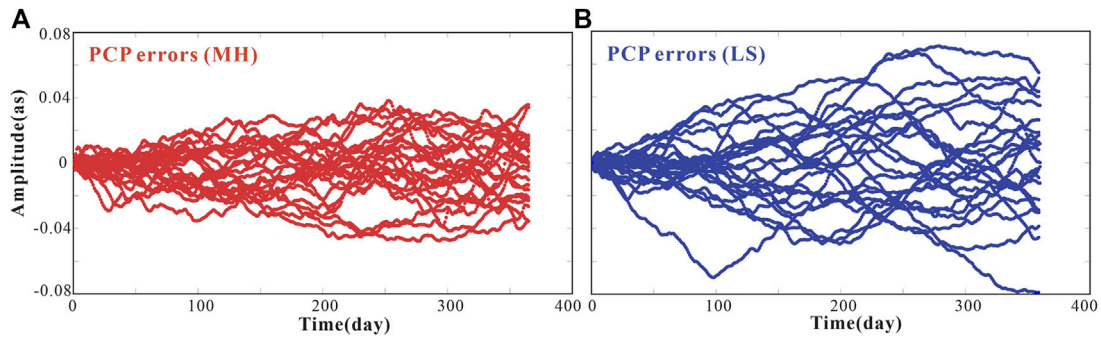 A
PCP errors (MH)
Amplitude(as)
0.08
0.04
0
-0.04
-0.08
0
100
200
300
400
Time(day)
B
PCP errors (LS)
0
100
200
300
400
Time(day)